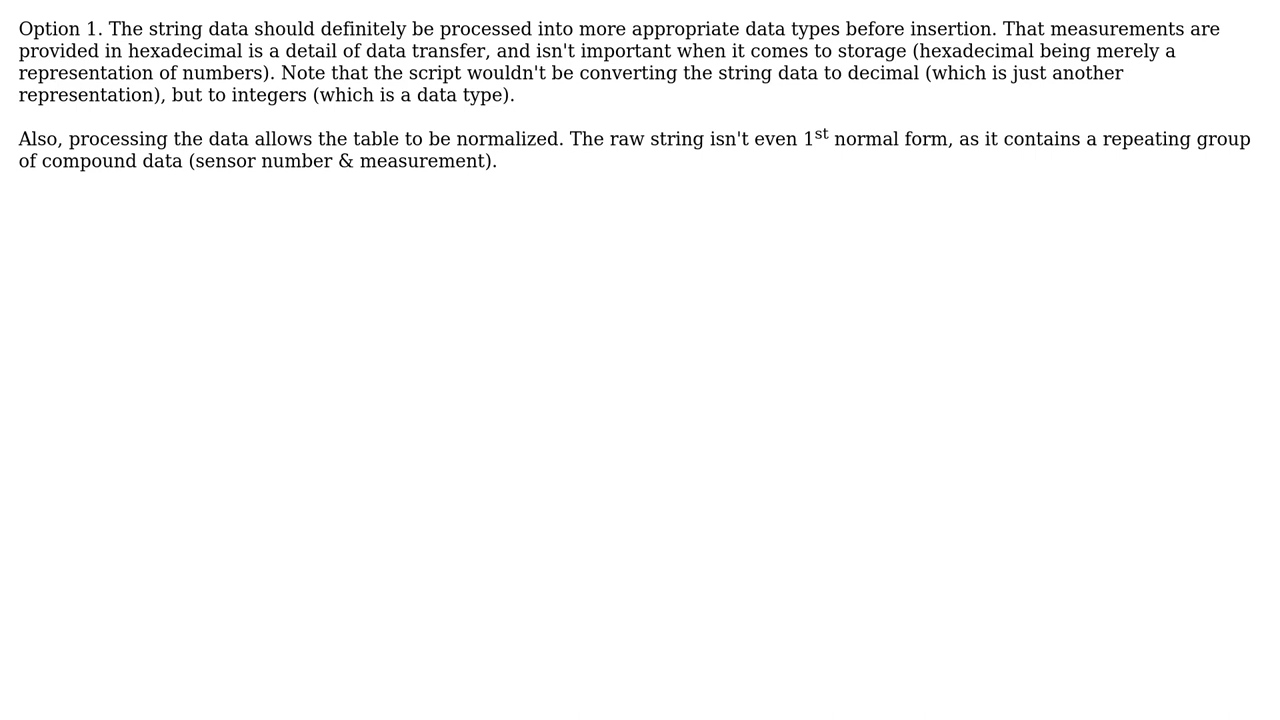 Option 1. The string data should definitely be processed into more appropriate data types before insertion. That measurements are
provided in hexadecimal is a detail of data transfer, and isn't important when it comes to storage (hexadecimal being merely a
representation of numbers). Note that the script wouldn't be converting the string data to decimal (which is just another
representation), but to integers (which is a data type).
Also, processing the data allows the table to be normalized. The raw string isn't even 1st normal form, as it contains a repeating group
of compound data (sensor number & measurement).